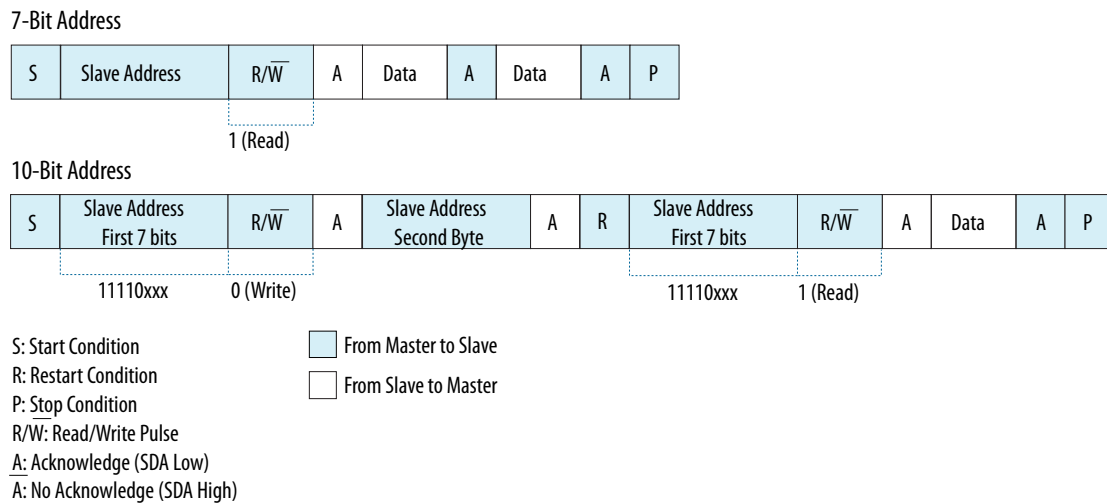 7-Bit Address
S Slave Address R/W̅ A Data A Data A P
1 (Read)
10-Bit Address
S Slave Address First 7 bits R/W̅ A Slave Address Second Byte A R Slave Address First 7 bits R/W̅ A Data A P
11110xxx 0 (Write) 11110xxx 1 (Read)
S: Start Condition
R: Restart Condition
P: Stop Condition
R/W̅: Read/Write Pulse
A: Acknowledge (SDA Low)
A̅: No Acknowledge (SDA High)
From Master to Slave
From Slave to Master